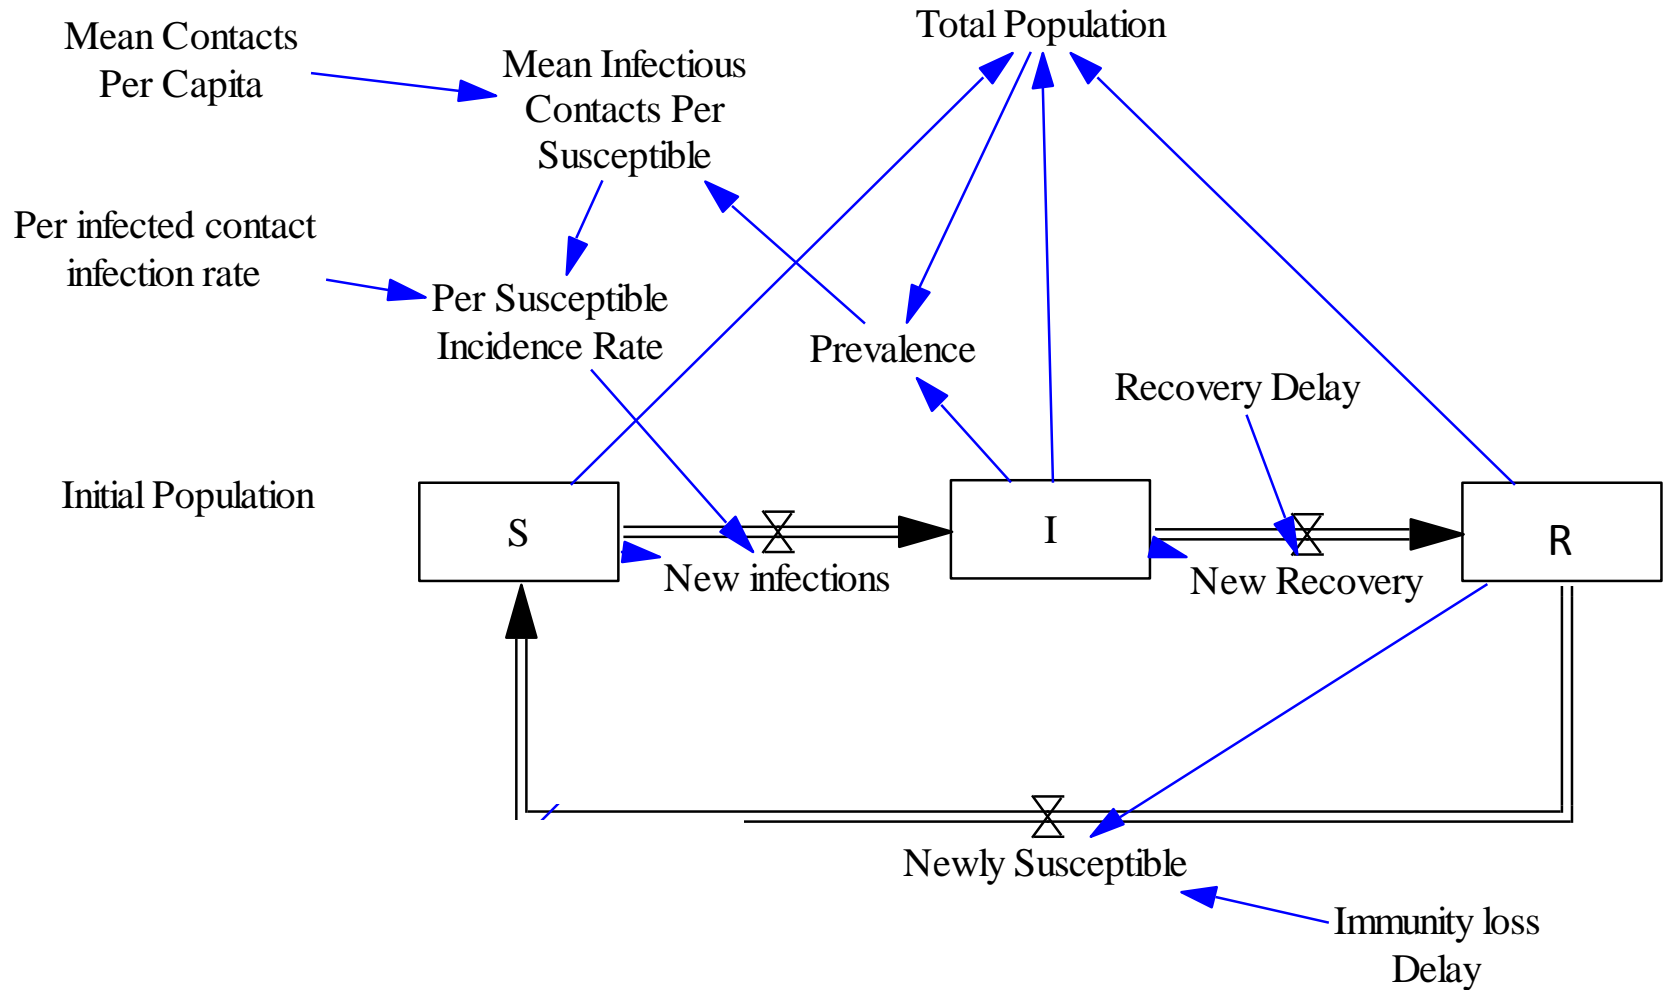 Total Population
Mean Contacts
Per Capita
Mean Infectious
Contacts Per
Susceptible
Per infected contact
infection rate
Per Susceptible
Incidence Rate
Prevalence
Recovery Delay
Initial Population
S
I
R
New infections
New Recovery
Newly Susceptible
Immunity loss
Delay